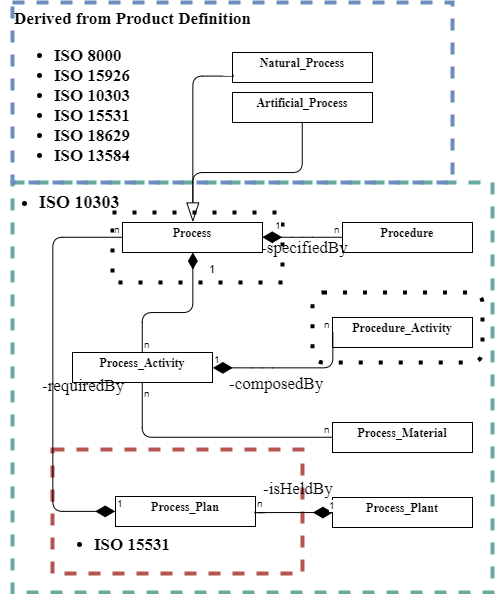 Derived from Product Definition
• ISO 8000
• ISO 15926
• ISO 10303
• ISO 15531
• ISO 18629
• ISO 13584
Natural_Process
Artificial_Process
• ISO 10303
n
Process
1
n
Procedure
-specifiedBy
1
n
Procedure_Activity
n
Process_Activity
1
-requiredBy
-composedBy
n
n
Process_Material
-isHeldBy
1
Process_Plan
n
1
Process_Plant
• ISO 15531